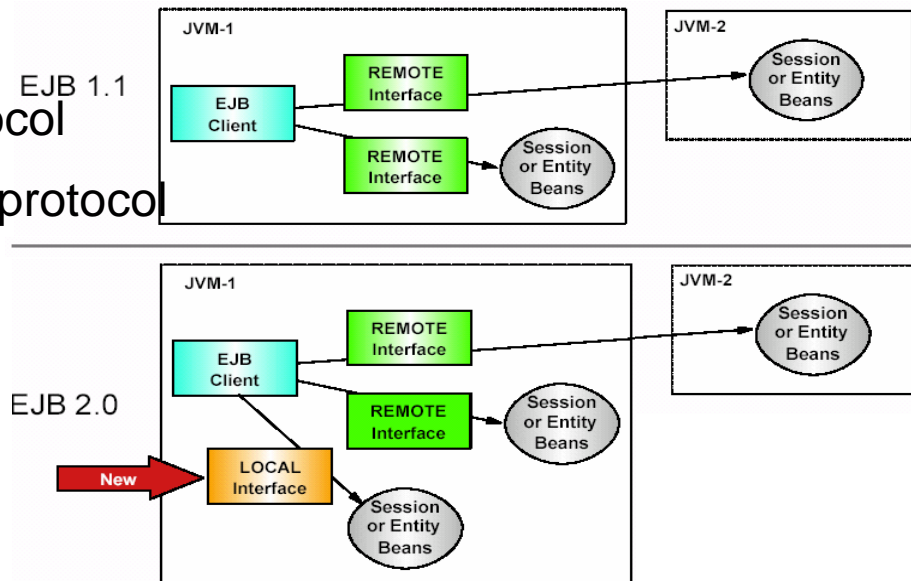 JVM-1
JVM-2
EJB 1.1
ocol
protocol
EJB
Client
REMOTE
Interface
REMOTE
Interface
Session
or Entity
Beans
Session
or Entity
Beans
JVM-1
JVM-2
EJB 2.0
EJB
Client
REMOTE
Interface
REMOTE
Interface
New
LOCAL
Interface
Session
or Entity
Beans
Session
or Entity
Beans
Session
or Entity
Beans